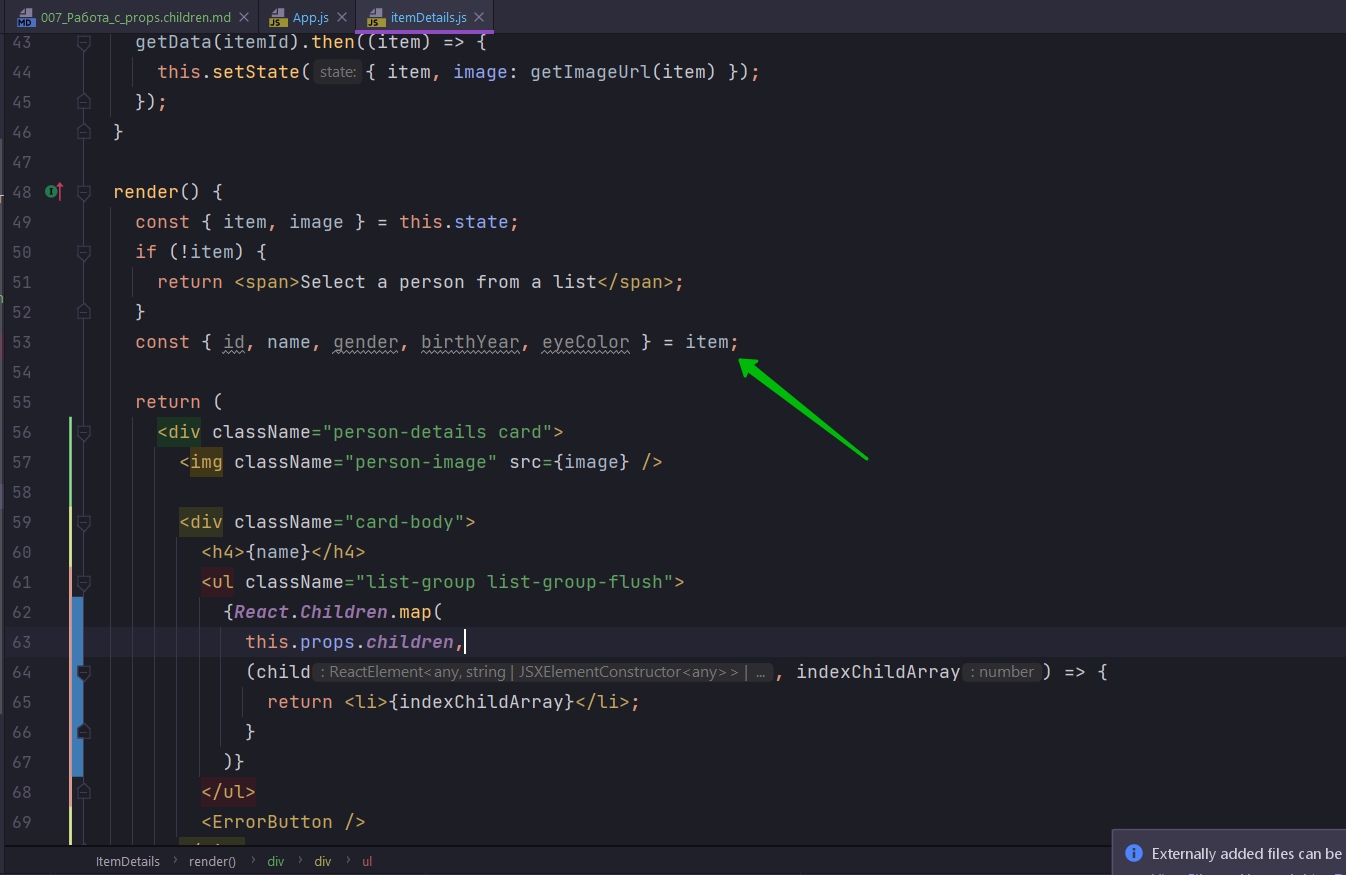 007_Работа_с_props.children.md App.js itemDetails.js
43 getData(itemId).then((item) => {
44 this.setState( state: { item, image: getImageUrl(item) });
45 });
46 }
47
48 render() {
49 const { item, image } = this.state;
50 if (!item) {
51 return <span>Select a person from a list</span>;
52 }
53 const { id, name, gender, birthYear, eyeColor } = item;
54
55 return (
56 <div className="person-details card">
57 <img className="person-image" src={image} />
58
59 <div className="card-body">
60 <h4>{name}</h4>
61 <ul className="list-group list-group-flush">
62 {React.Children.map(
63 this.props.children,
64 (child : ReactElement<any, string | JSXElementConstructor<any>> | ... , indexChildArray : number ) => {
65 return <li>{indexChildArray}</li>;
66 }
67 )}
68 </ul>
69 <ErrorButton />
ItemDetails › render() › div › div › ul
Externally added files can be